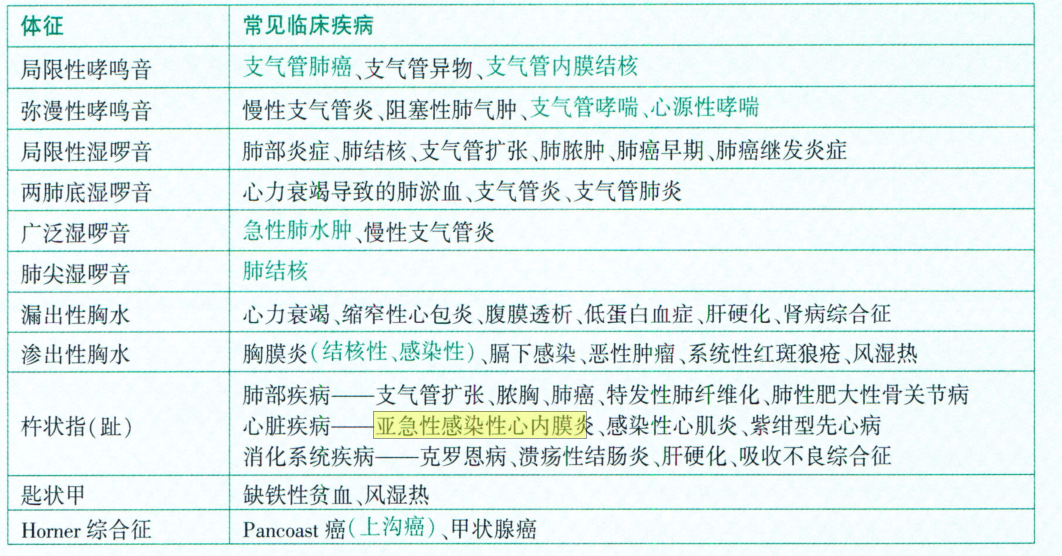 体征 常见临床疾病
局限性哮鸣音 支气管肺癌、支气管异物、支气管内膜结核
弥漫性哮鸣音 慢性支气管炎、阻塞性肺气肿、支气管哮喘、心源性哮喘
局限性湿啰音 肺部炎症、肺结核、支气管扩张、肺脓肿、肺癌早期、肺癌继发炎症
两肺底湿啰音 心力衰竭导致的肺淤血、支气管炎、支气管肺炎
广泛湿啰音 急性肺水肿、慢性支气管炎
肺尖湿啰音 肺结核
漏出性胸水 心力衰竭、缩窄性心包炎、腹膜透析、低蛋白血症、肝硬化、肾病综合征
渗出性胸水 胸膜炎(结核性、感染性)、膈下感染、恶性肿瘤、系统性红斑狼疮、风湿热
肺部疾病——支气管扩张、脓胸、肺癌、特发性肺纤维化、肺性肥大性骨关节病
杵状指(趾) 心脏疾病——亚急性感染性心内膜炎、感染性心肌炎、紫绀型先心病
消化系统疾病——克罗恩病、溃疡性结肠炎、肝硬化、吸收不良综合征
匙状甲 缺铁性贫血、风湿热
Horner 综合征 Pancoast 癌(上沟癌)、甲状腺癌